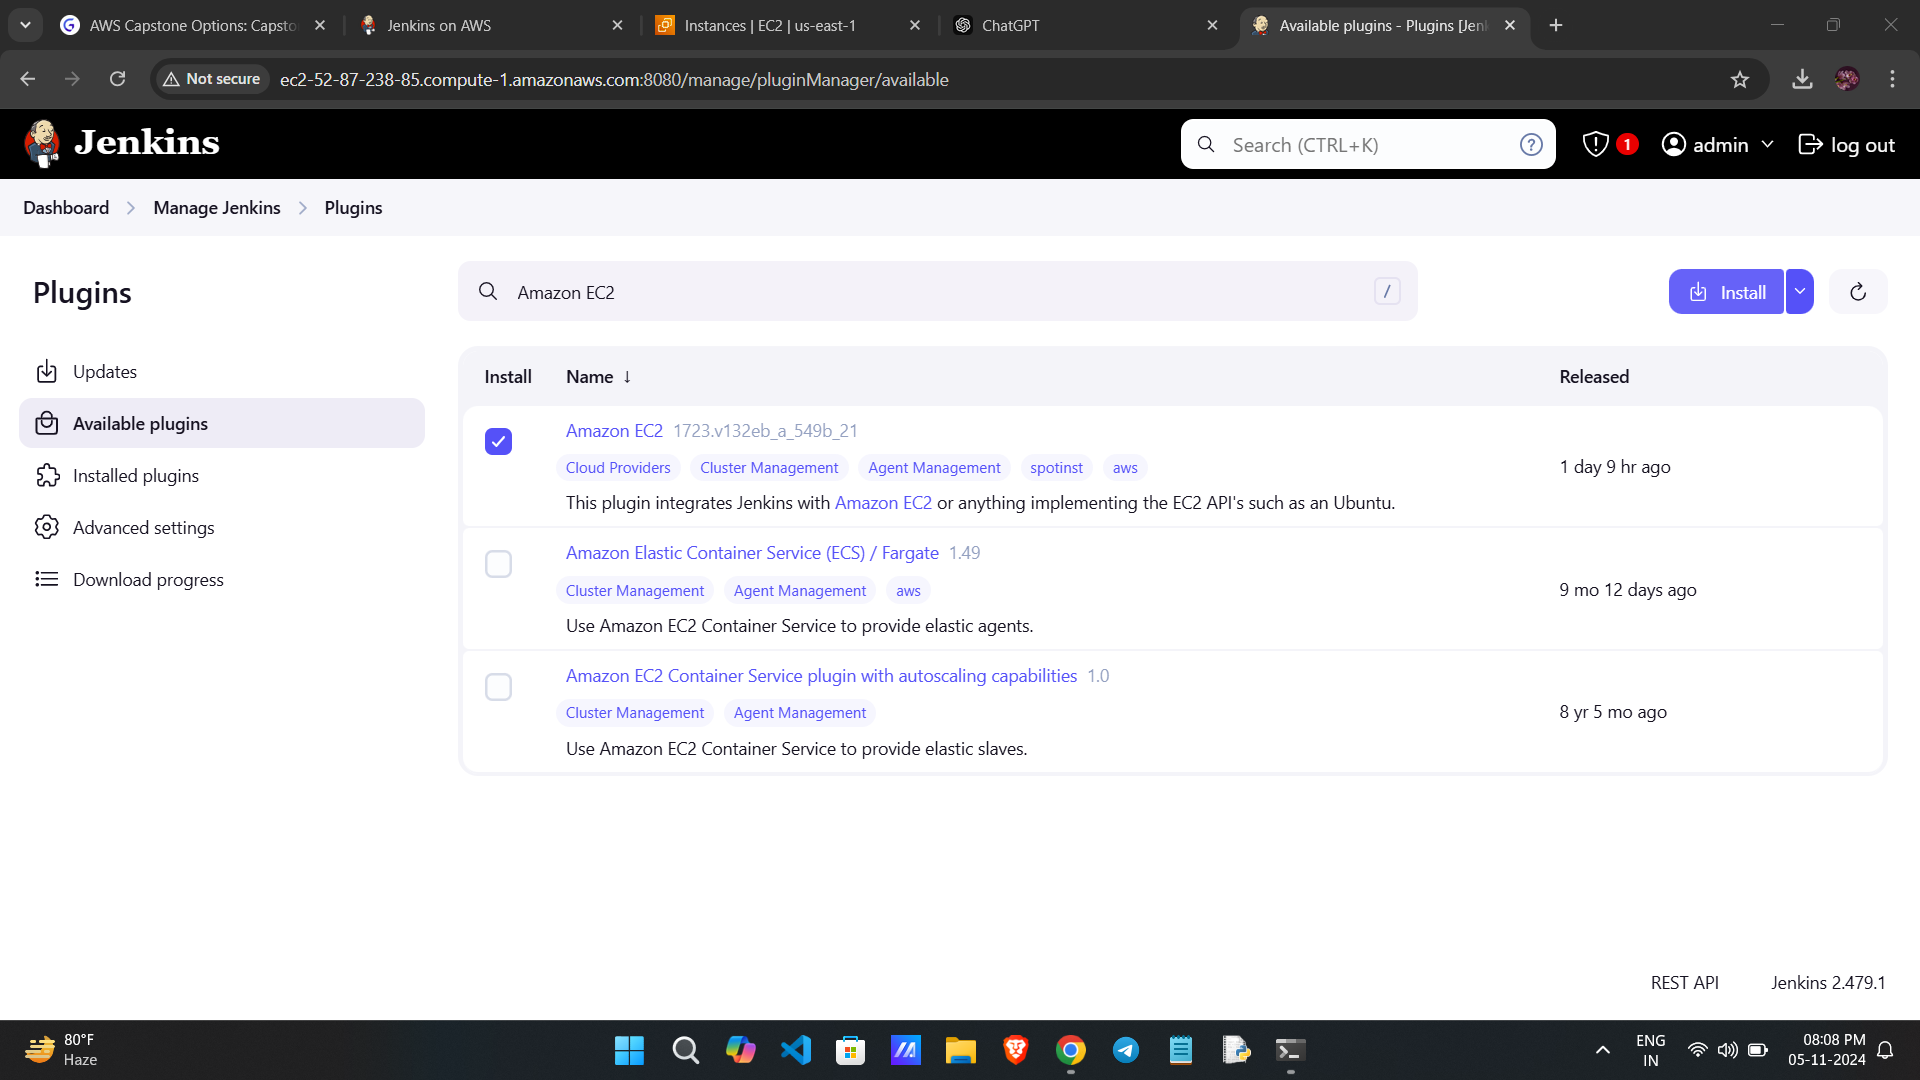 AWS Capstone Options: Capsto
Jenkins on AWS
Instances | EC2 | us-east-1
ChatGPT
Available plugins - Plugins [Jenk
Not secure
ec2-52-87-238-85.compute-1.amazonaws.com:8080/manage/pluginManager/available
Jenkins
Search (CTRL+K)
?
1
admin
log out
Dashboard
Manage Jenkins
Plugins
Plugins
Amazon EC2
/
Install
Updates
Available plugins
Installed plugins
Advanced settings
Download progress
Install Name ↓ Released
Amazon EC2 1723.v132eb_a_549b_21
Cloud Providers Cluster Management Agent Management spotinst aws
This plugin integrates Jenkins with Amazon EC2 or anything implementing the EC2 API's such as an Ubuntu.
1 day 9 hr ago
Amazon Elastic Container Service (ECS) / Fargate 1.49
Cluster Management Agent Management aws
Use Amazon EC2 Container Service to provide elastic agents.
9 mo 12 days ago
Amazon EC2 Container Service plugin with autoscaling capabilities 1.0
Cluster Management Agent Management
Use Amazon EC2 Container Service to provide elastic slaves.
8 yr 5 mo ago
REST API
Jenkins 2.479.1
80°F
Haze
ENG
IN
08:08 PM
05-11-2024